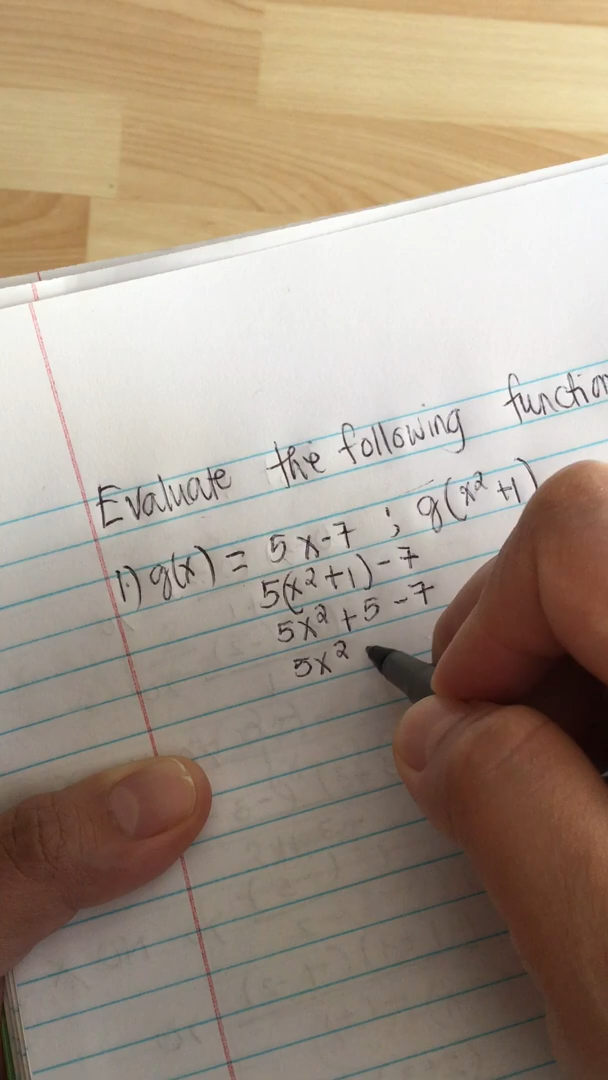 Evaluate the following function
1) g(x) = 5x-7 ; g(x² +1)
5(x²+1) - 7
5x² + 5 - 7
5x²